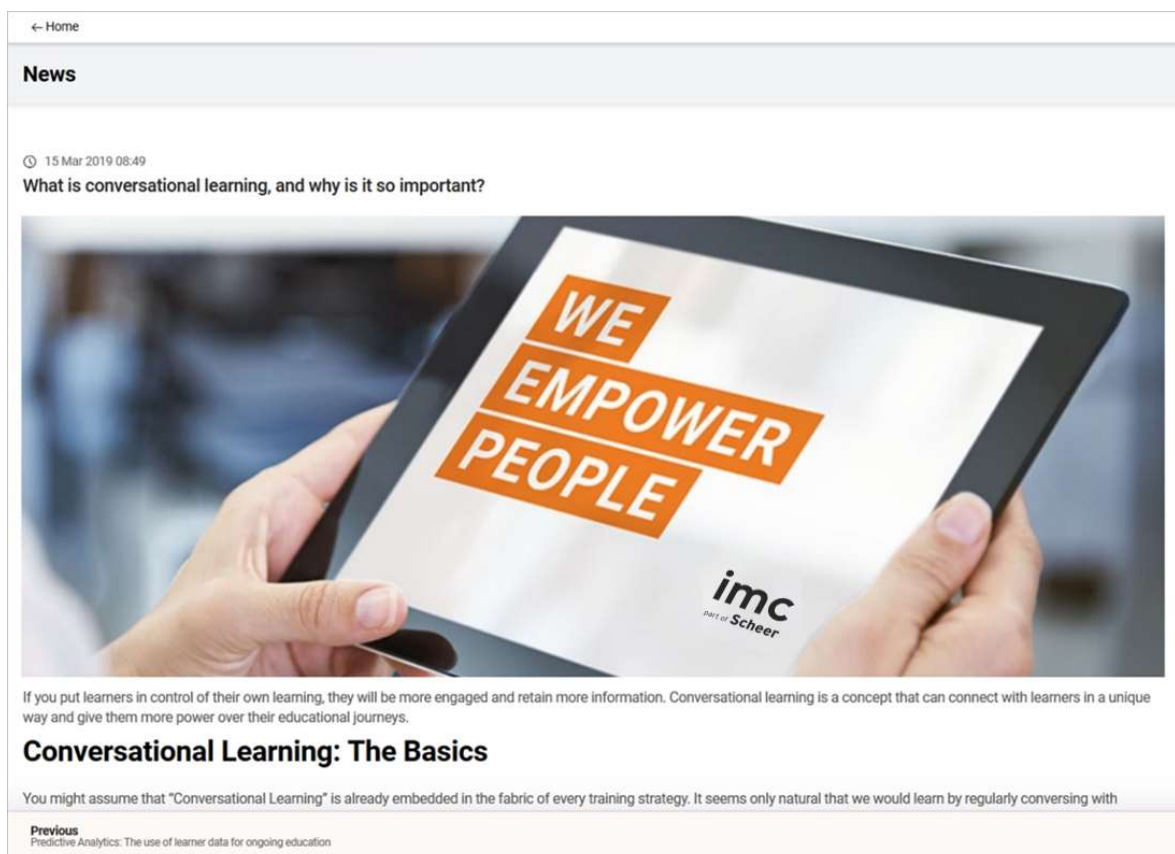 ← Home
News
15 Mar 2019 08:49
What is conversational learning, and why is it so important?
WE
EMPOWER
PEOPLE
imc
part of Scheer
If you put learners in control of their own learning, they will be more engaged and retain more information. Conversational learning is a concept that can connect with learners in a unique
way and give them more power over their educational journeys.
Conversational Learning: The Basics
You might assume that “Conversational Learning” is already embedded in the fabric of every training strategy. It seems only natural that we would learn by regularly conversing with
Previous
Predictive Analytics: The use of learner data for ongoing education